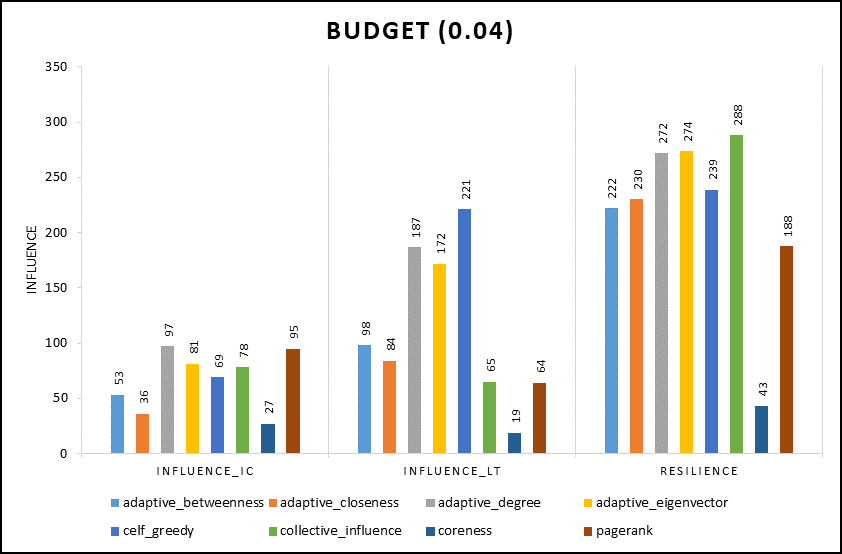 BUDGET (0.04)
INFLUENCE
350
300
250
200
150
100
50
0
53 36 97 81 69 78 27 95
98 84 187 172 221 65 19 64
222 230 272 274 239 288 43 188
INFLUENCE_IC INFLUENCE_LT RESILIENCE
adaptive_betweenness adaptive_closeness adaptive_degree adaptive_eigenvector
celf_greedy collective_influence coreness pagerank